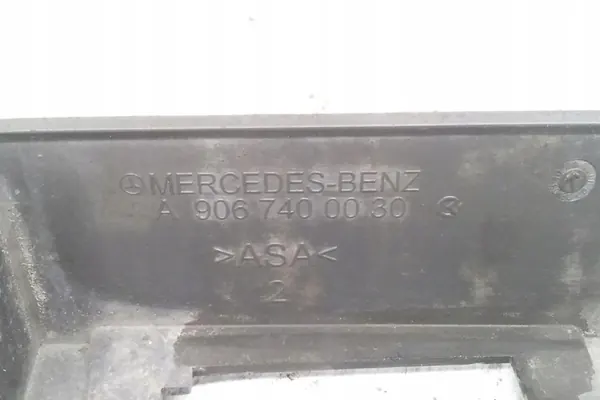 MERCEDES-BENZ
A 906 740 00 30
>ASA<
2